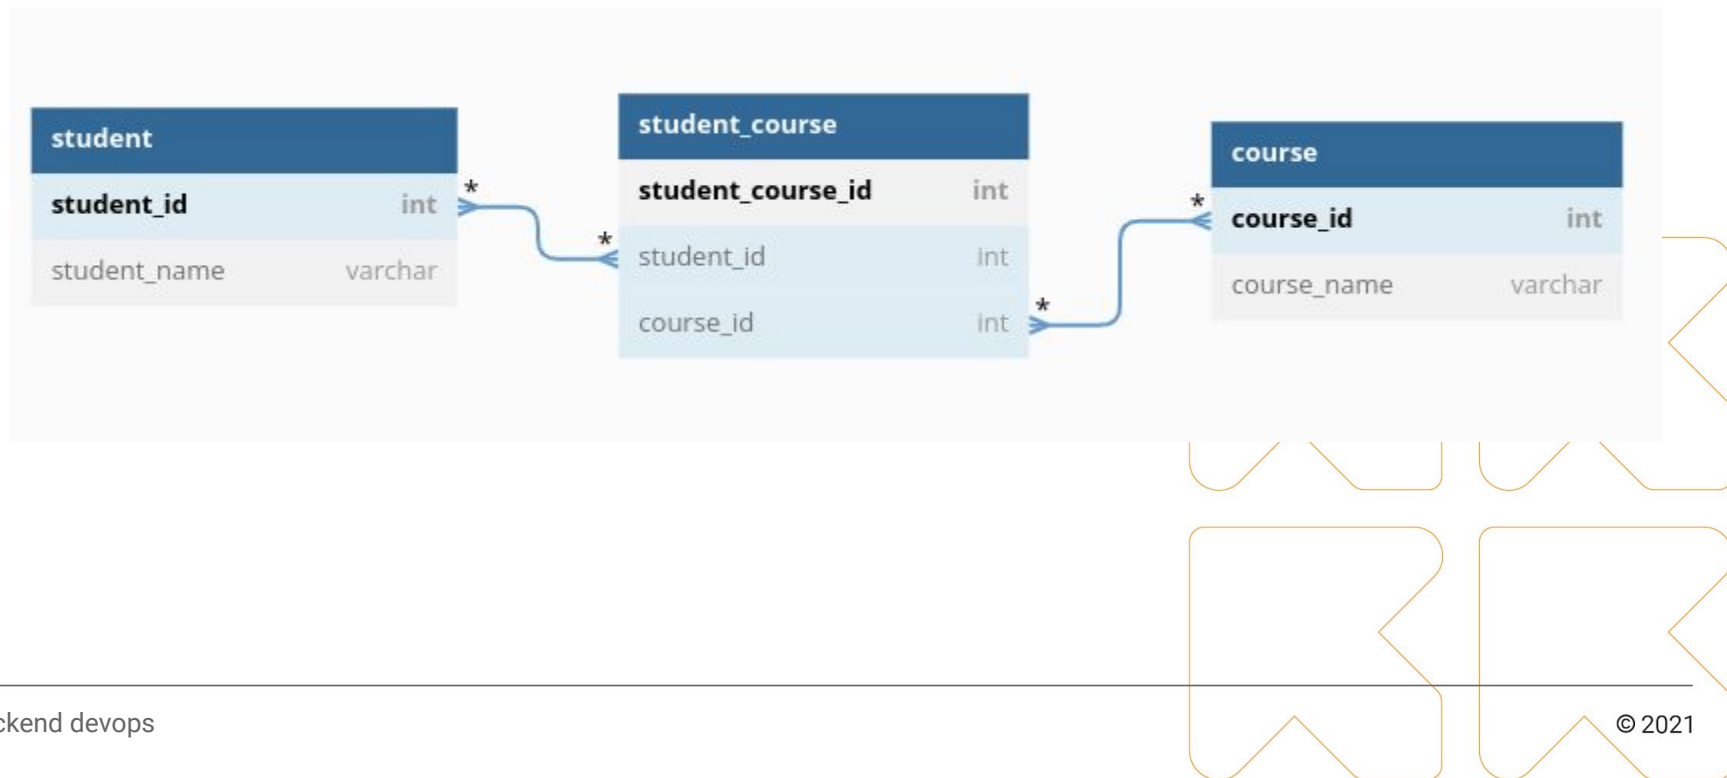 student
student_id int
student_name varchar
*
*
student_course
student_course_id int
student_id int
course_id int
*
*
course
course_id int
course_name varchar
ckend devops
© 2021